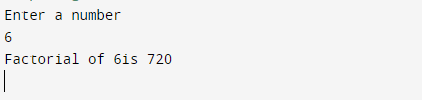 Enter a number
6
Factorial of 6is 720